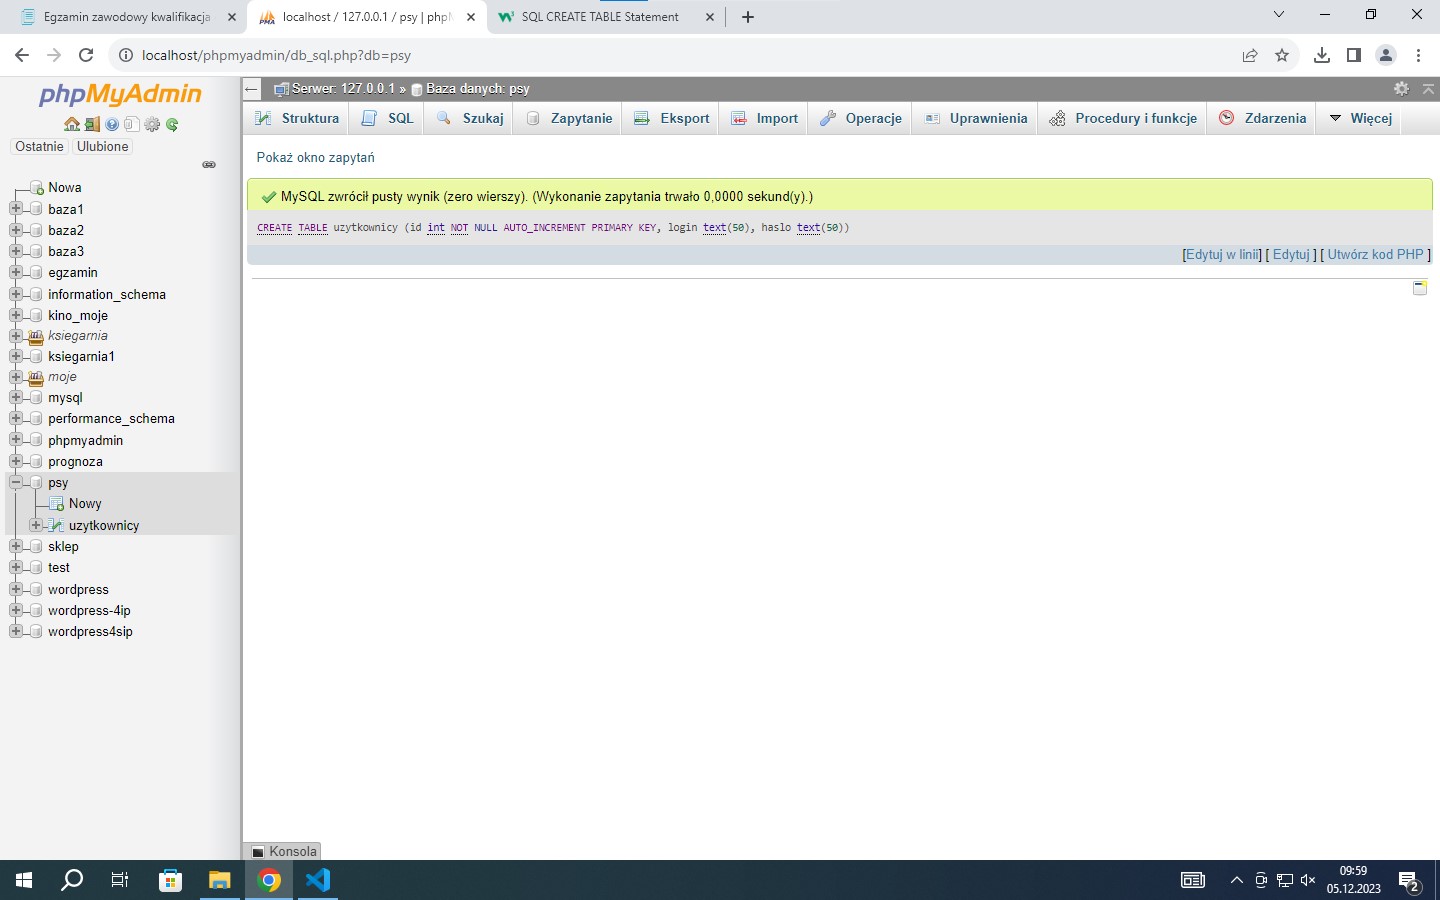 Egzamin zawodowy kwalifikacja
localhost / 127.0.0.1 / psy | phpM
SQL CREATE TABLE Statement
localhost/phpmyadmin/db_sql.php?db=psy
phpMyAdmin
Ostatnie Ulubione
Nowa
baza1
baza2
baza3
egzamin
information_schema
kino_moje
ksiegarnia
ksiegarnia1
moje
mysql
performance_schema
phpmyadmin
prognoza
psy
Nowy
uzytkownicy
sklep
test
wordpress
wordpress-4ip
wordpress4sip
Serwer: 127.0.0.1 » Baza danych: psy
Struktura SQL Szukaj Zapytanie Eksport Import Operacje Uprawnienia Procedury i funkcje Zdarzenia Więcej
Pokaż okno zapytań
MySQL zwrócił pusty wynik (zero wierszy). (Wykonanie zapytania trwało 0,0000 sekund(y).)
CREATE TABLE uzytkownicy (id int NOT NULL AUTO_INCREMENT PRIMARY KEY, login text(50), haslo text(50))
[Edytuj w linii] [ Edytuj ] [ Utwórz kod PHP ]
Konsola
09:59
05.12.2023
2